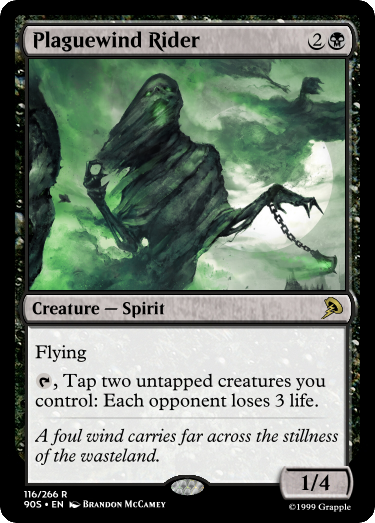 Plaguewind Rider 2
Creature — Spirit
Flying
, Tap two untapped creatures you
control: Each opponent loses 3 life.
A foul wind carries far across the stillness
of the wasteland.
1/4
116/266 R
90S • EN Brandon McCamey
©1999 Grapple